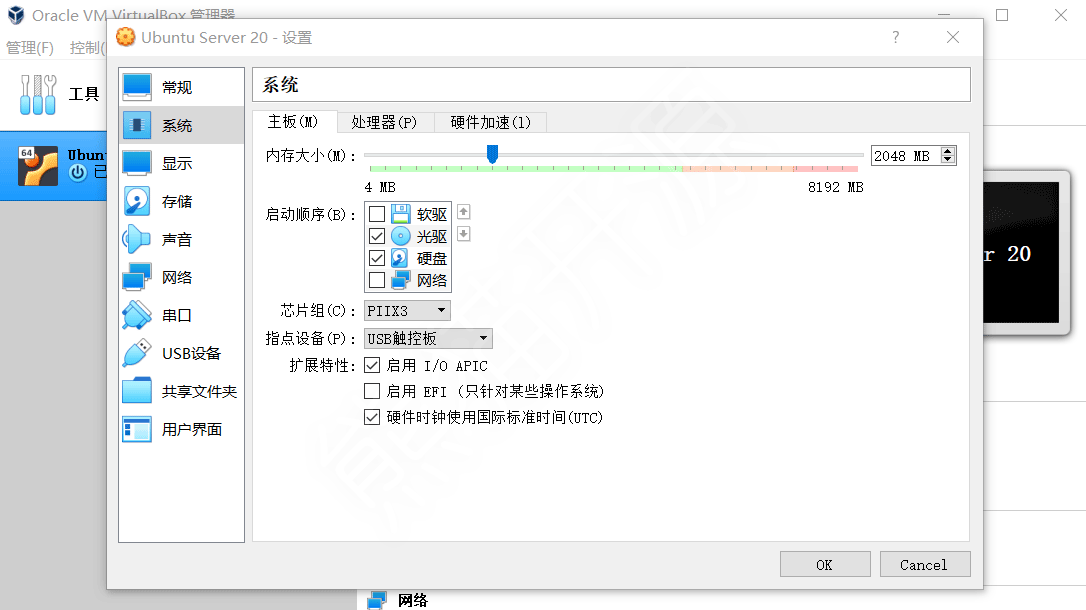 Oracle VM VirtualBox 管理器
管理(F) 控制(
工具
64
Ubun
已
r 20
Ubuntu Server 20 - 设置
?
常规
系统
显示
存储
声音
网络
串口
USB设备
共享文件夹
用户界面
系统
主板(M) 处理器(P) 硬件加速(l)
内存大小(M): 2048 MB
4 MB 8192 MB
启动顺序(B): 软驱
光驱
硬盘
网络
芯片组(C): PIIX3
指点设备(P): USB触控板
扩展特性: 启用 I/O APIC
启用 EFI (只针对某些操作系统)
硬件时钟使用国际标准时间(UTC)
OK Cancel
网络